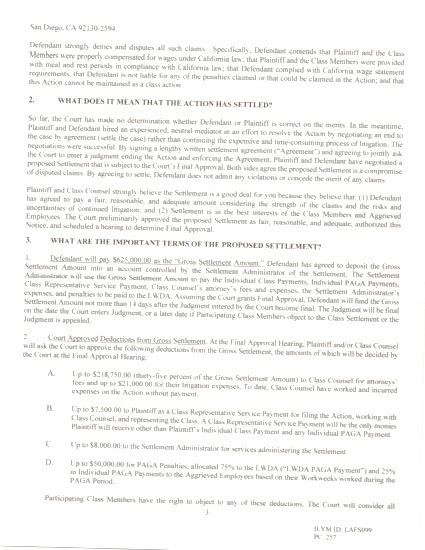 San Diego, CA 92130-2594
Defendant strongly denies and disputes all such claims. Specifically, Defendant contends that Plaintiff and the Class
Members were properly compensated for wages under California law; that Plaintiff and the Class Members were provided
with meal and rest periods in compliance with California law; that Defendant complied with California wage statement
requirements, that Defendant is not liable for any of the penalties claimed or that could be claimed in the Action; and that
this Action cannot be maintained as a class action.
2. WHAT DOES IT MEAN THAT THE ACTION HAS SETTLED?
So far, the Court has made no determination whether Defendant or Plaintiff is correct on the merits. In the meantime,
Plaintiff and Defendant hired an experienced, neutral mediator in an effort to resolve the Action by negotiating an end to
the case by agreement (settle the case) rather than continuing the expensive and time-consuming process of litigation. The
negotiations were successful. By signing a lengthy written settlement agreement ("Agreement") and agreeing to jointly ask
the Court to enter a judgment ending the Action and enforcing the Agreement, Plaintiff and Defendant have negotiated a
proposed Settlement that is subject to the Court's Final Approval. Both sides agree the proposed Settlement is a compromise
of disputed claims. By agreeing to settle, Defendant does not admit any violations or concede the merit of any claims.
Plaintiff and Class Counsel strongly believe the Settlement is a good deal for you because they believe that: (1) Defendant
has agreed to pay a fair, reasonable, and adequate amount considering the strength of the claims and the risks and
uncertainties of continued litigation; and (2) Settlement is in the best interests of the Class Members and Aggrieved
Employees. The Court preliminarily approved the proposed Settlement as fair, reasonable, and adequate, authorized this
Notice, and scheduled a hearing to determine Final Approval.
3. WHAT ARE THE IMPORTANT TERMS OF THE PROPOSED SETTLEMENT?
1. Defendant will pay $625,000.00 as the "Gross Settlement Amount." Defendant has agreed to deposit the Gross
Settlement Amount into an account controlled by the Settlement Administrator of the Settlement. The Settlement
Administrator will use the Gross Settlement Amount to pay the Individual Class Payments, Individual PAGA Payments,
Class Representative Service Payment, Class Counsel's attorney's fees and expenses, the Settlement Administrator's
expenses, and penalties to be paid to the LWDA. Assuming the Court grants Final Approval, Defendant will fund the Gross
Settlement Amount not more than 14 days after the Judgment entered by the Court become final. The Judgment will be final
on the date the Court enters Judgment, or a later date if Participating Class Members object to the Class Settlement or the
Judgment is appealed.
2. Court Approved Deductions from Gross Settlement. At the Final Approval Hearing, Plaintiff and/or Class Counsel
will ask the Court to approve the following deductions from the Gross Settlement, the amounts of which will be decided by
the Court at the Final Approval Hearing:
A. Up to $218,750.00 (thirty-five percent of the Gross Settlement Amount) to Class Counsel for attorneys'
fees and up to $21,000.00 for their litigation expenses. To date, Class Counsel have worked and incurred
expenses on the Action without payment.
B. Up to $7,500.00 to Plaintiff as a Class Representative Service Payment for filing the Action, working with
Class Counsel, and representing the Class. A Class Representative Service Payment will be the only monies
Plaintiff will receive other than Plaintiff's Individual Class Payment and any Individual PAGA Payment.
C. Up to $8,000.00 to the Settlement Administrator for services administering the Settlement.
D. Up to $50,000.00 for PAGA Penalties, allocated 75% to the LWDA ("LWDA PAGA Payment") and 25%
in Individual PAGA Payments to the Aggrieved Employees based on their Workweeks worked during the
PAGA Period.
Participating Class Members have the right to object to any of these deductions. The Court will consider all
3
ILYM ID: LAFS099
PC 257